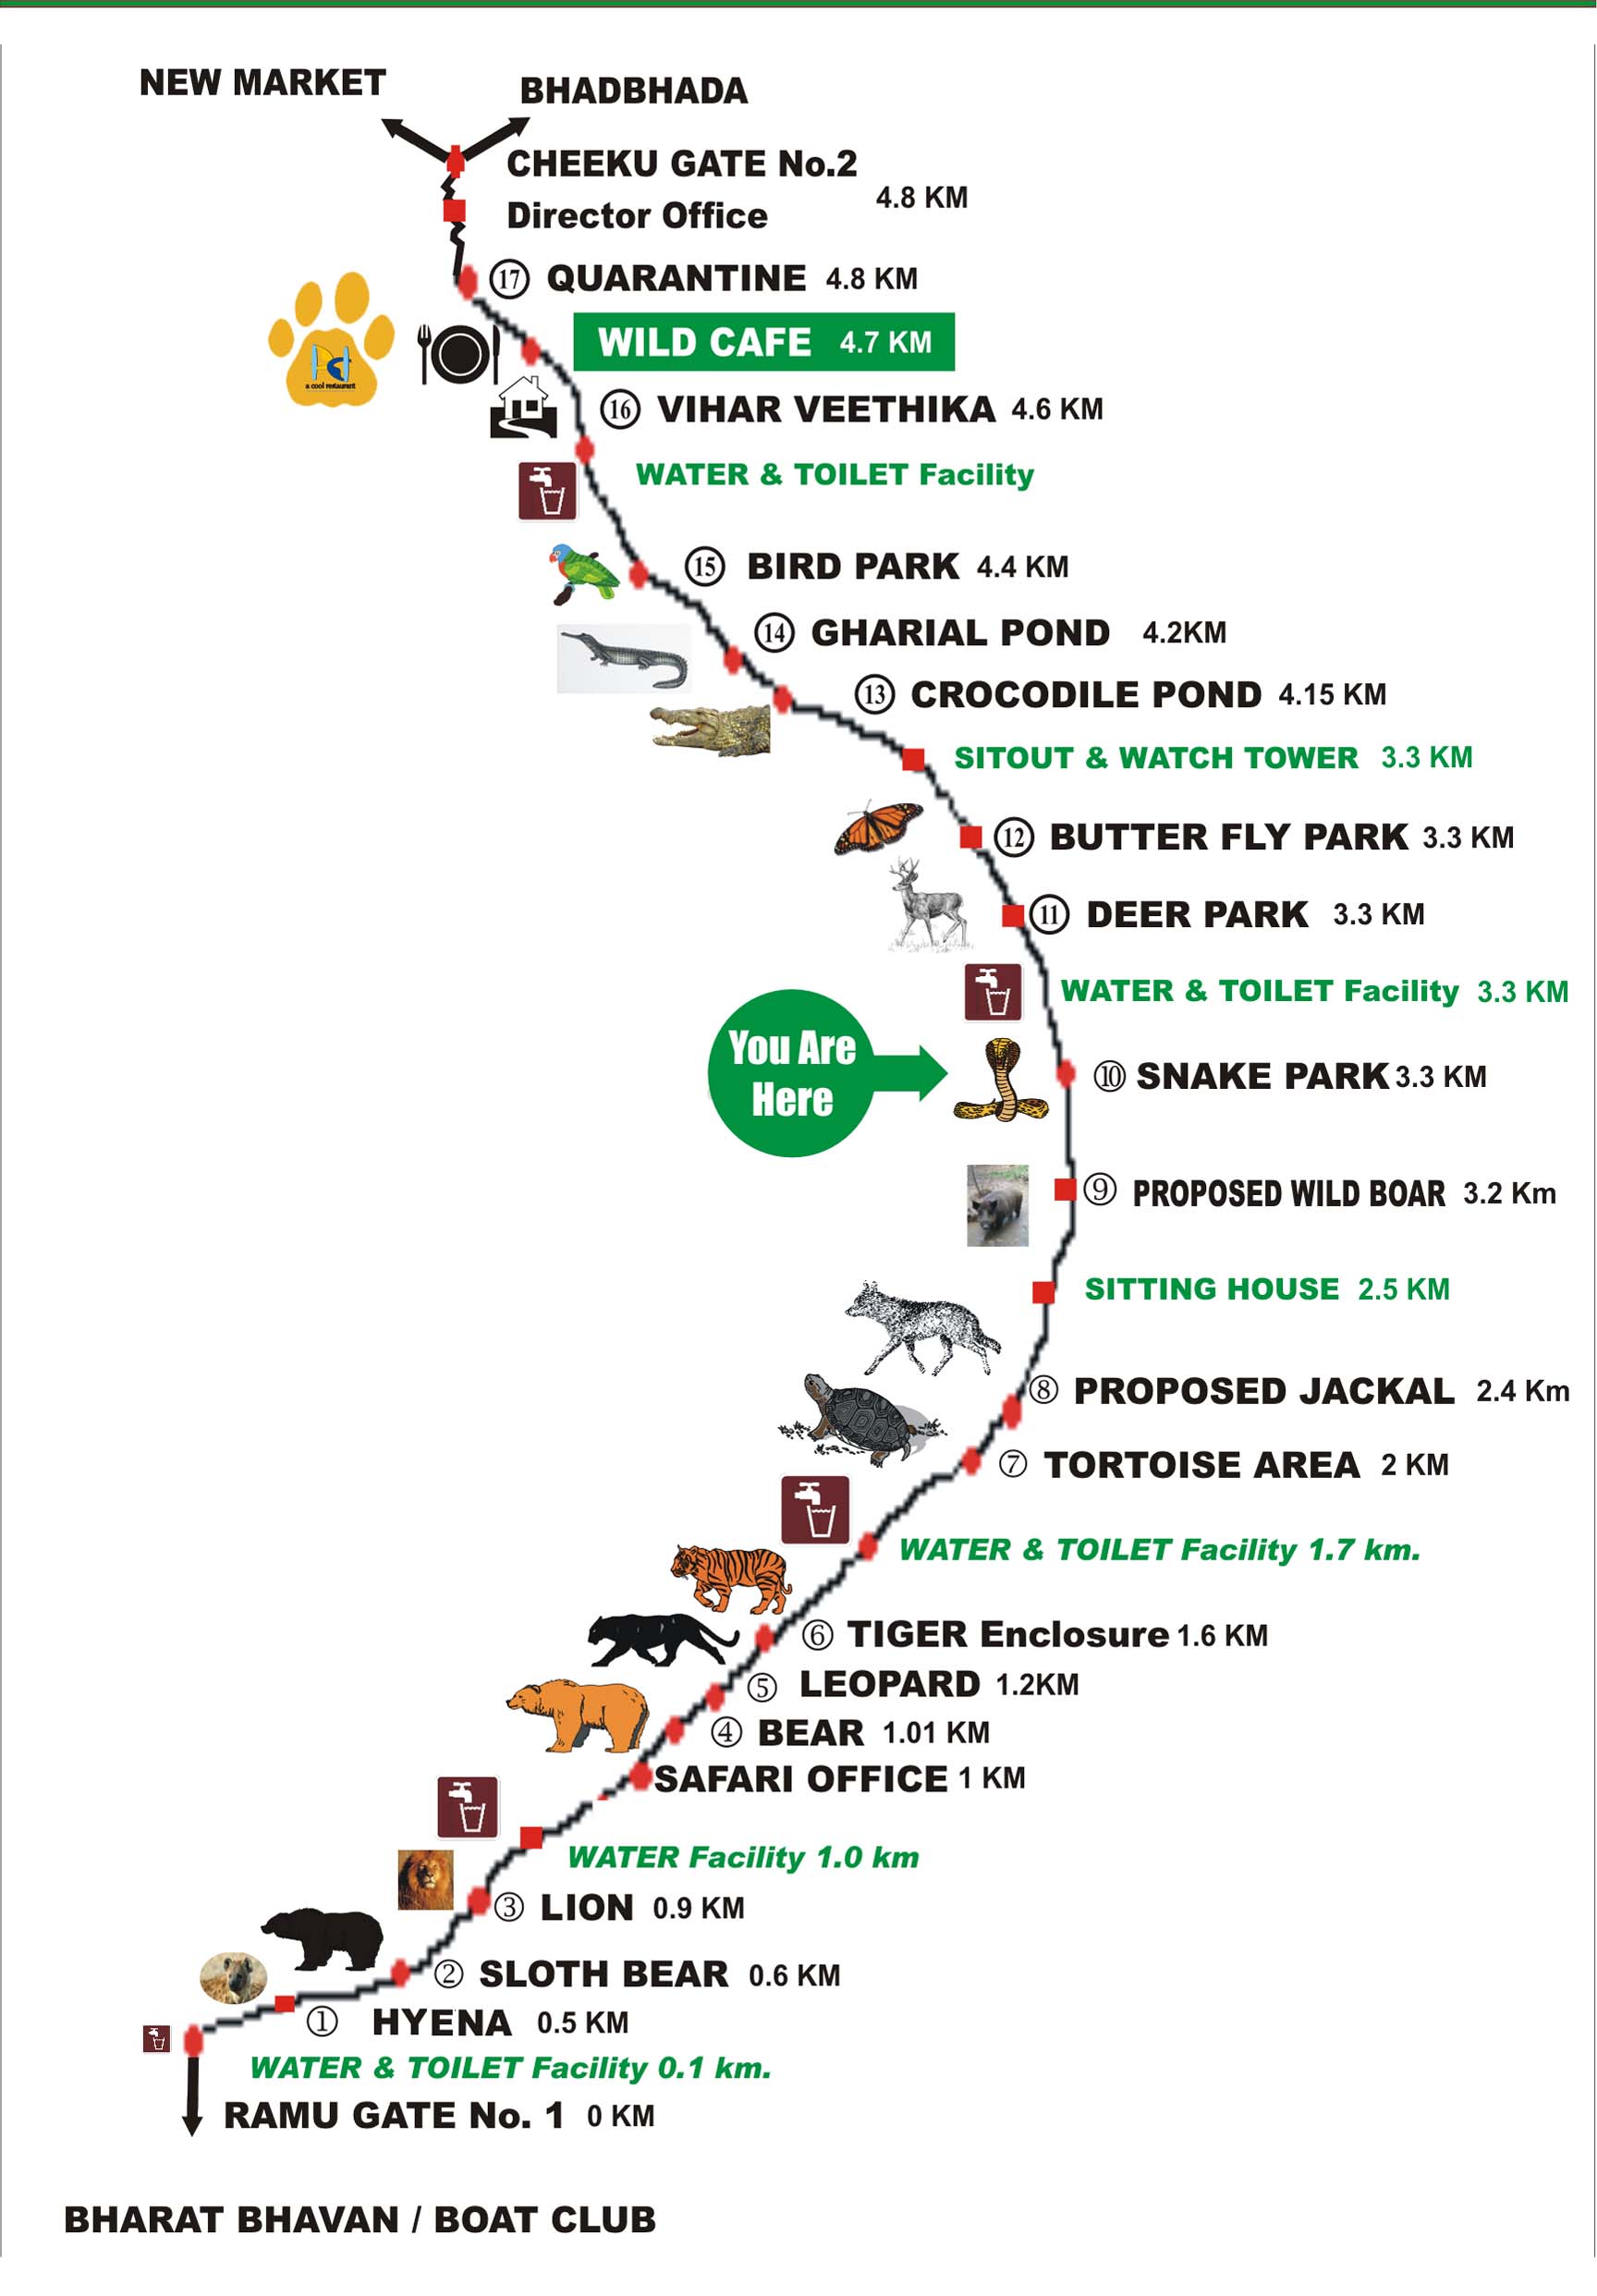 NEW MARKET
BHADBHADA
CHEEKU GATE No.2
4.8 KM
Director Office
17 QUARANTINE 4.8 KM
WILD CAFE 4.7 KM
a cool restaurant
16 VIHAR VEETHIKA 4.6 KM
WATER & TOILET Facility
15 BIRD PARK 4.4 KM
14 GHARIAL POND 4.2KM
13 CROCODILE POND 4.15 KM
SITOUT & WATCH TOWER 3.3 KM
12 BUTTER FLY PARK 3.3 KM
11 DEER PARK 3.3 KM
WATER & TOILET Facility 3.3 KM
You Are
Here
10 SNAKE PARK 3.3 KM
9 PROPOSED WILD BOAR 3.2 Km
SITTING HOUSE 2.5 KM
8 PROPOSED JACKAL 2.4 Km
7 TORTOISE AREA 2 KM
WATER & TOILET Facility 1.7 km.
6 TIGER Enclosure 1.6 KM
5 LEOPARD 1.2KM
4 BEAR 1.01 KM
SAFARI OFFICE 1 KM
WATER Facility 1.0 km
3 LION 0.9 KM
2 SLOTH BEAR 0.6 KM
1 HYENA 0.5 KM
WATER & TOILET Facility 0.1 km.
RAMU GATE No. 1 0 KM
BHARAT BHAVAN / BOAT CLUB